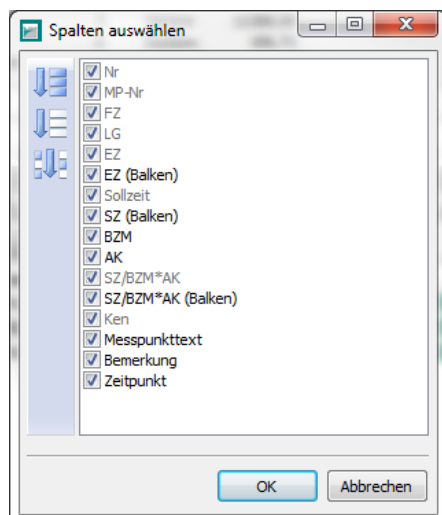 Spalten auswählen
Nr
MP-Nr
FZ
LG
EZ
EZ (Balken)
Sollzeit
SZ (Balken)
BZM
AK
SZ/BZM*AK
SZ/BZM*AK (Balken)
Ken
Messpunkttext
Bemerkung
Zeitpunkt
OK Abbrechen